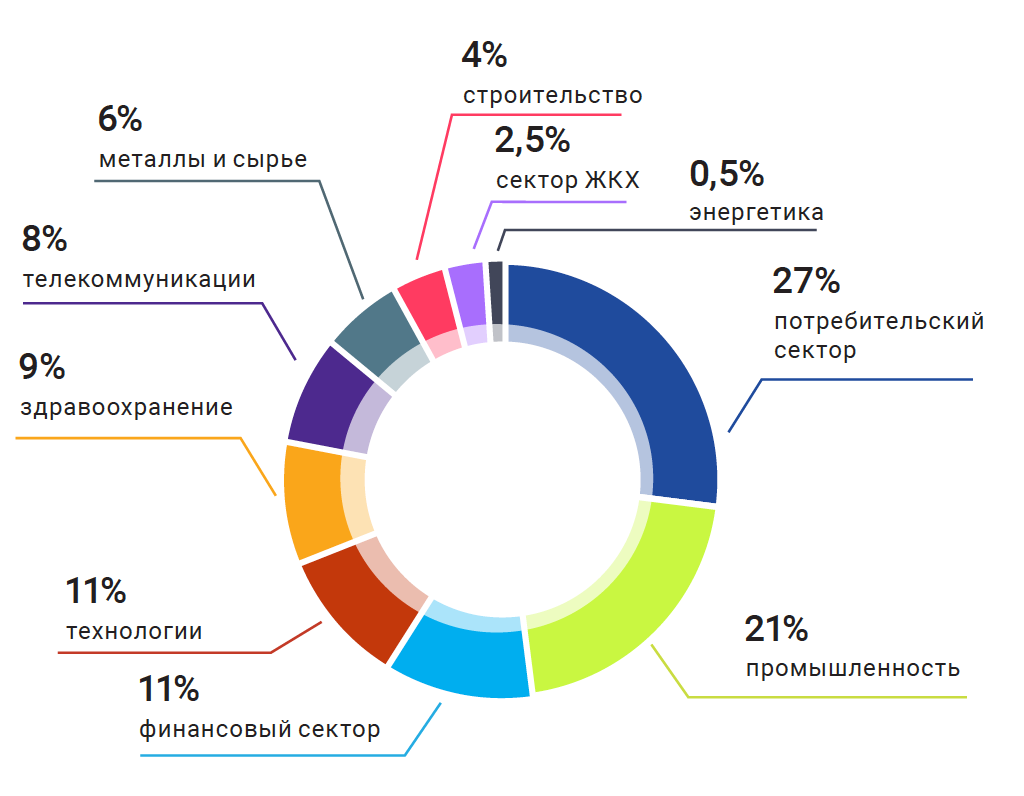 4%
строительство
2,5%
сектор ЖКХ
0,5%
энергетика
6%
металлы и сырье
8%
телекоммуникации
27%
потребительский
сектор
9%
здравоохранение
11%
технологии
21%
промышленность
11%
финансовый сектор